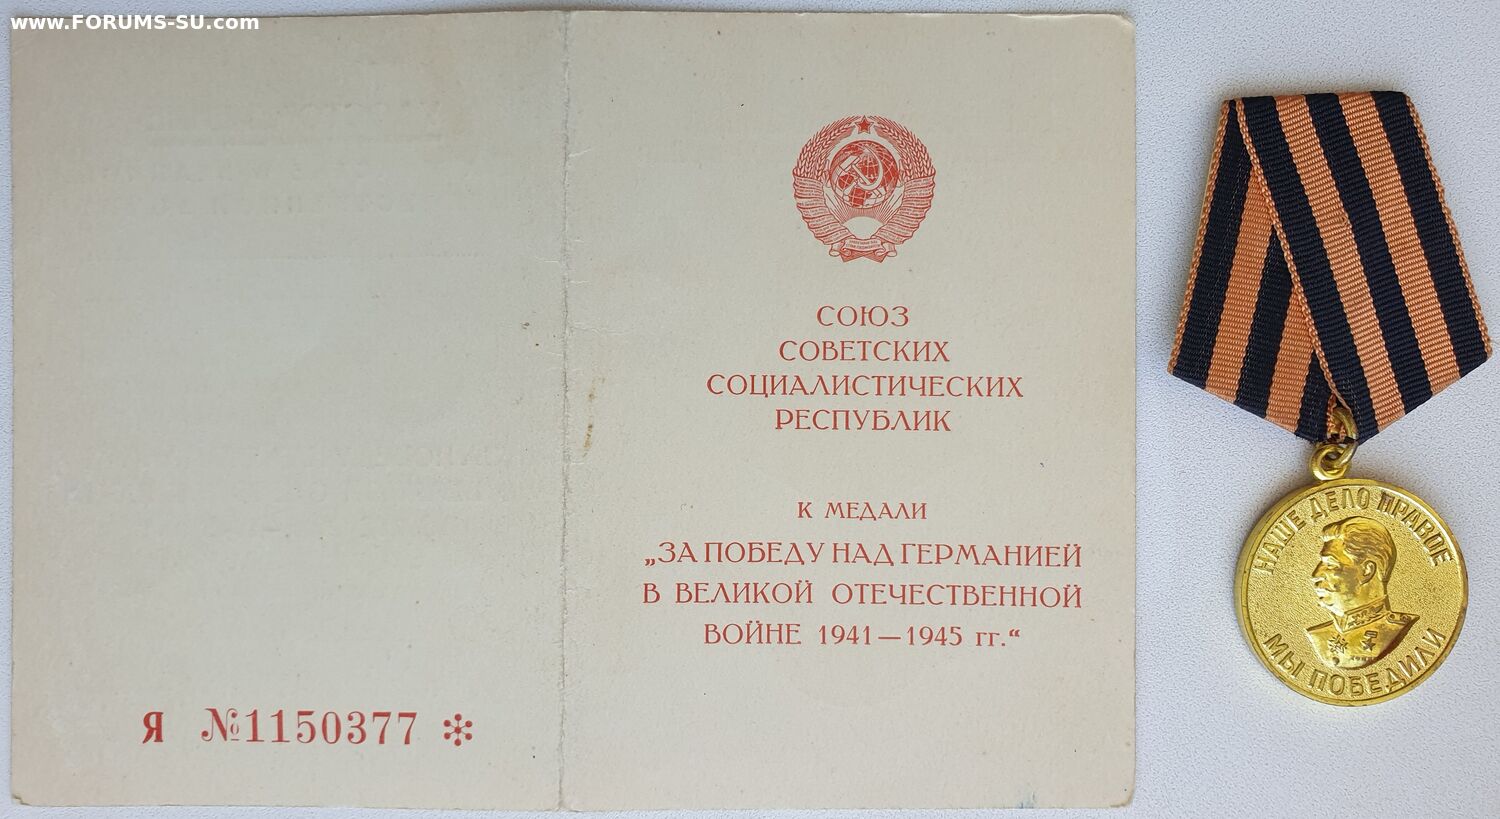 www.FORUMS-SU.com
СОЮЗ
СОВЕТСКИХ
СОЦИАЛИСТИЧЕСКИХ
РЕСПУБЛИК
К МЕДАЛИ
„ЗА ПОБЕДУ НАД ГЕРМАНИЕЙ
В ВЕЛИКОЙ ОТЕЧЕСТВЕННОЙ
ВОЙНЕ 1941—1945 гг.“
Я №1150377 *
НАШЕ ДЕЛО ПРАВОЕ
МЫ ПОБЕДИЛИ